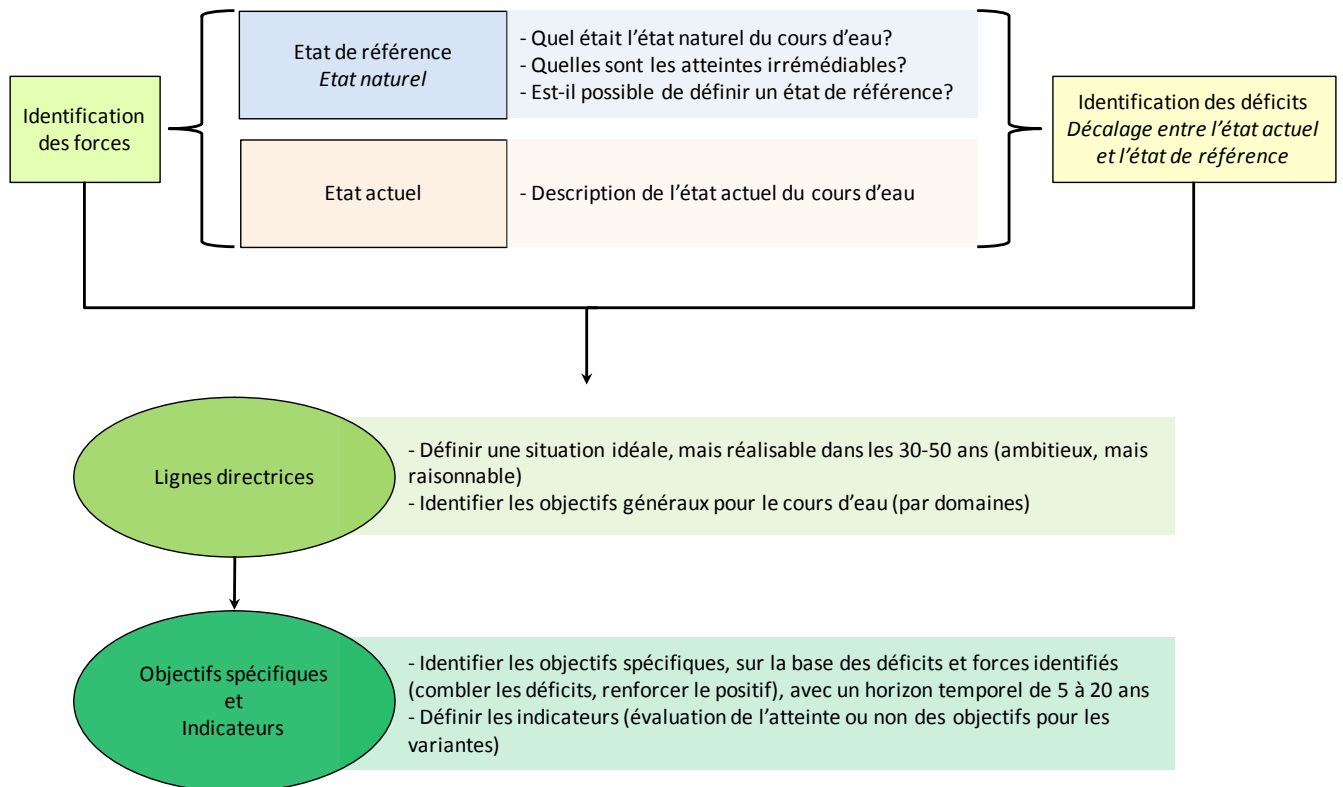 Identification
des forces
Etat de référence
Etat naturel
- Quel était l’état naturel du cours d’eau?
- Quelles sont les atteintes irrémédiables?
- Est-il possible de définir un état de référence?
Etat actuel
- Description de l’état actuel du cours d’eau
Identification des déficits
Décalage entre l’état actuel
et l’état de référence
Lignes directrices
- Définir une situation idéale, mais réalisable dans les 30-50 ans (ambitieux, mais
raisonnable)
- Identifier les objectifs généraux pour le cours d’eau (par domaines)
Objectifs spécifiques
et
Indicateurs
- Identifier les objectifs spécifiques, sur la base des déficits et forces identifiés
(combler les déficits, renforcer le positif), avec un horizon temporel de 5 à 20 ans
- Définir les indicateurs (évaluation de l’atteinte ou non des objectifs pour les
variantes)